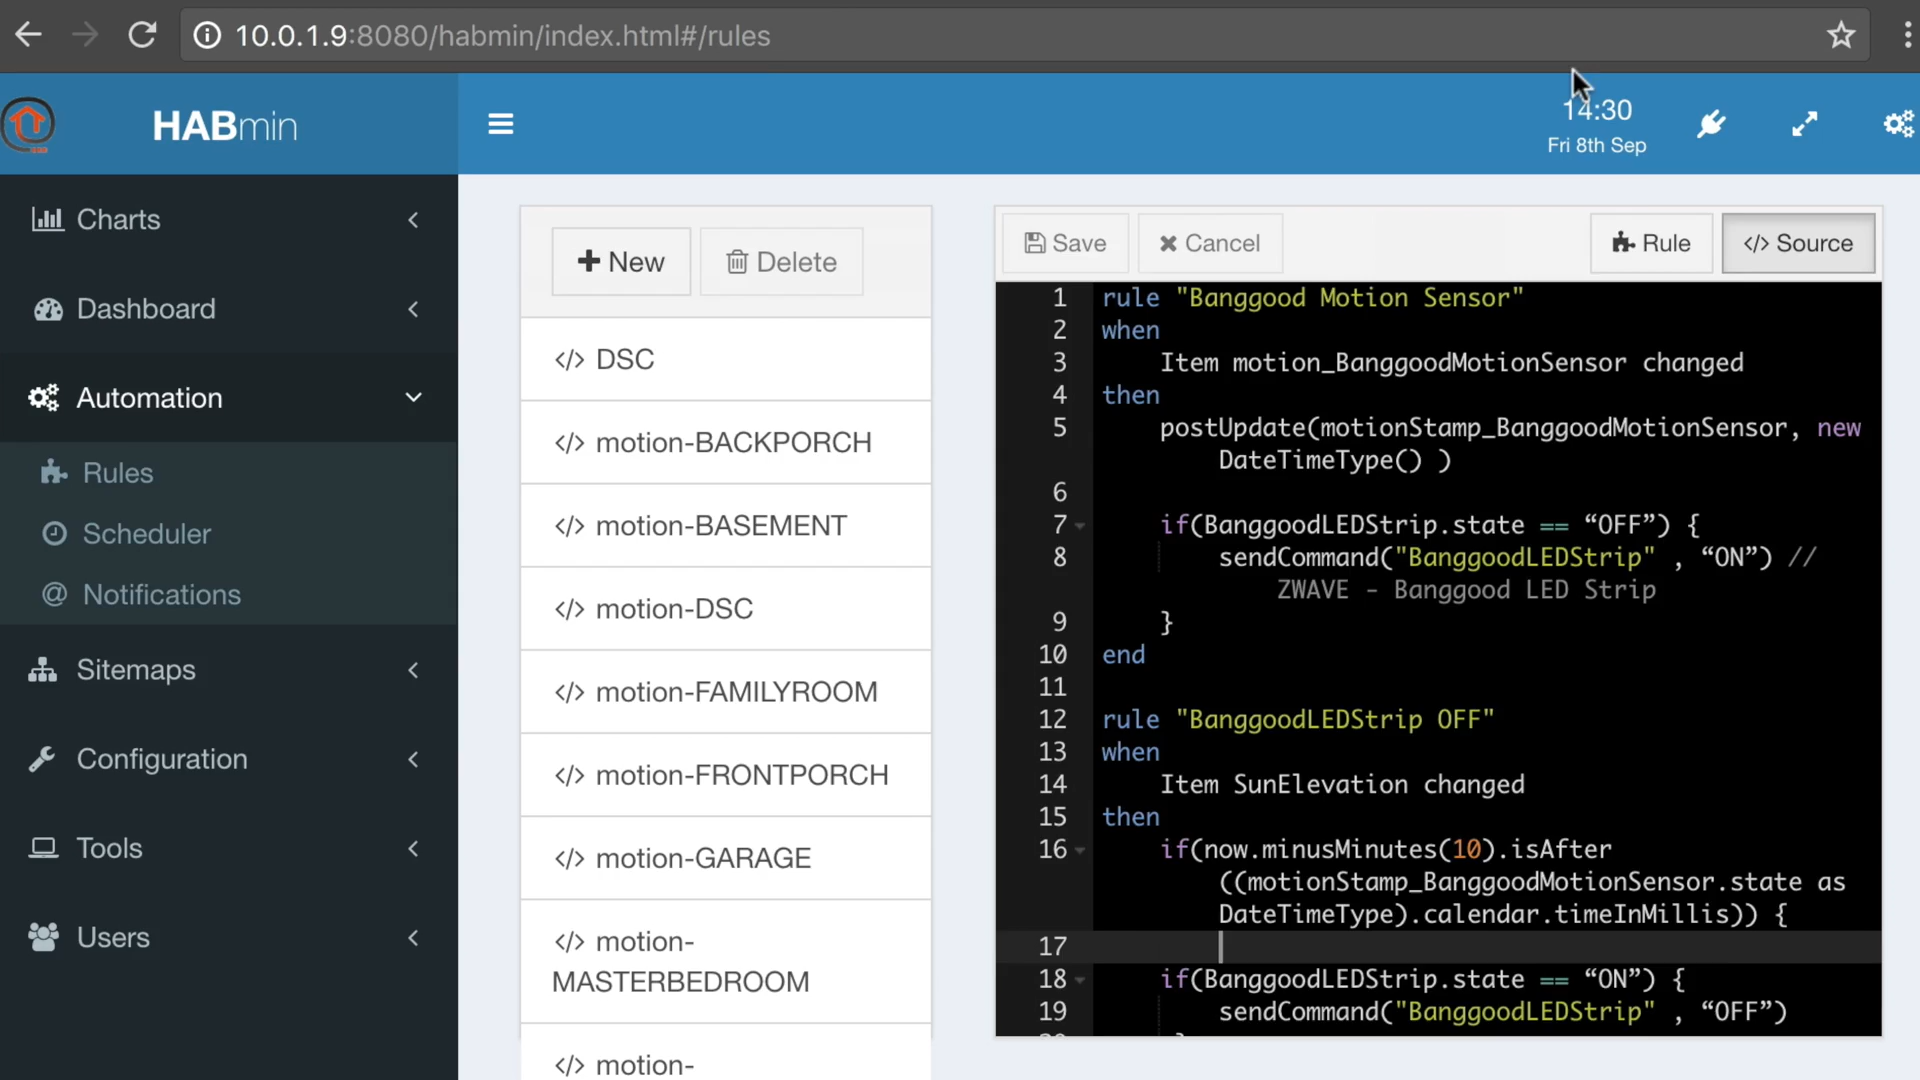 10.0.1.9:8080/habmin/index.html#/rules
HABmin
14:30
Fri 8th Sep
Charts
Dashboard
Automation
Rules
Scheduler
Notifications
Sitemaps
Configuration
Tools
Users
New
Delete
</> DSC
</> motion-BACKPORCH
</> motion-BASEMENT
</> motion-DSC
</> motion-FAMILYROOM
</> motion-FRONTPORCH
</> motion-GARAGE
</> motion-
MASTERBEDROOM
</> motion-
Save
Cancel
Rule
</> Source
1 rule "Banggood Motion Sensor"
2 when
3 Item motion_BanggoodMotionSensor changed
4 then
5 postUpdate(motionStamp_BanggoodMotionSensor, new
DateTimeType() )
6
7 if(BanggoodLEDStrip.state == “OFF”) {
8 sendCommand("BanggoodLEDStrip" , “ON”) //
ZWAVE - Banggood LED Strip
9 }
10 end
11
12 rule "BanggoodLEDStrip OFF"
13 when
14 Item SunElevation changed
15 then
16 if(now.minusMinutes(10).isAfter
((motionStamp_BanggoodMotionSensor.state as
DateTimeType).calendar.timeInMillis)) {
17
18 if(BanggoodLEDStrip.state == “ON”) {
19 sendCommand("BanggoodLEDStrip" , “OFF”)